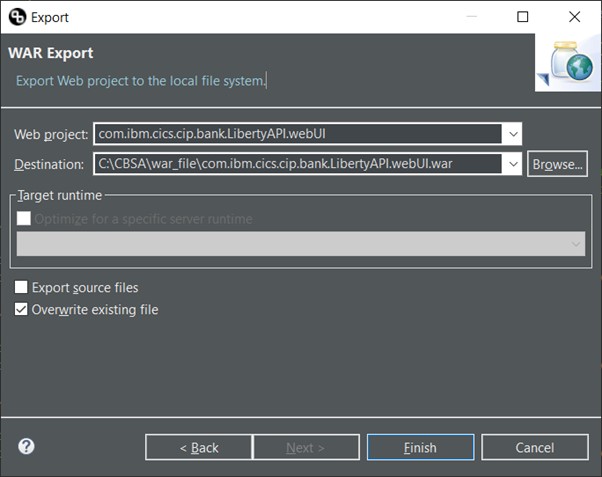 Export
WAR Export
Export Web project to the local file system.
Web project: com.ibm.cics.cip.bank.LibertyAPI.webUI
Destination: C:\CBSA\war_file\com.ibm.cics.cip.bank.LibertyAPI.webUI.war Browse...
Target runtime
Optimize for a specific server runtime
Export source files
Overwrite existing file
? < Back Next > Finish Cancel